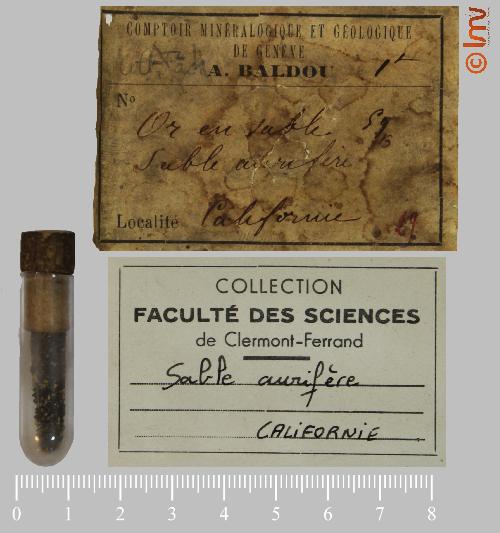 COMPTOIR MINÉRALOGIQUE ET GÉOLOGIQUE
DE GENÈVE
A. BALDOU
No
Or en sable
Sable aurifère
Localité Californie
© lmv
COLLECTION
FACULTÉ DES SCIENCES
de Clermont-Ferrand
Sable aurifère
CALIFORNIE
0 1 2 3 4 5 6 7 8